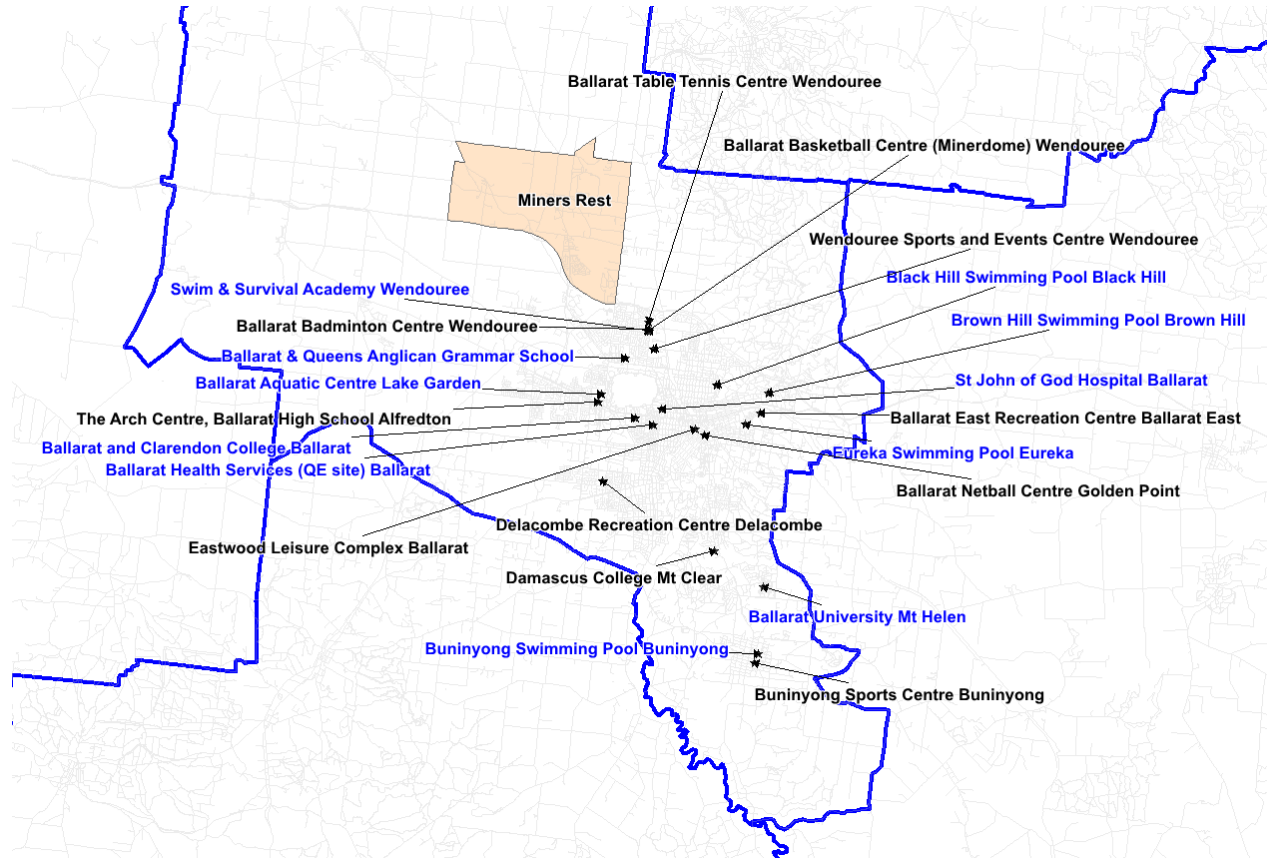 Ballarat Table Tennis Centre Wendouree
Ballarat Basketball Centre (Minerdome) Wendouree
Miners Rest
Wendouree Sports and Events Centre Wendouree
Black Hill Swimming Pool Black Hill
Swim & Survival Academy Wendouree
Brown Hill Swimming Pool Brown Hill
Ballarat Badminton Centre Wendouree
Ballarat & Queens Anglican Grammar School
St John of God Hospital Ballarat
Ballarat Aquatic Centre Lake Garden
The Arch Centre, Ballarat High School Alfredton
Ballarat East Recreation Centre Ballarat East
Ballarat and Clarendon College Ballarat
Eureka Swimming Pool Eureka
Ballarat Health Services (QE site) Ballarat
Ballarat Netball Centre Golden Point
Delacombe Recreation Centre Delacombe
Eastwood Leisure Complex Ballarat
Damascus College Mt Clear
Ballarat University Mt Helen
Buninyong Swimming Pool Buninyong
Buninyong Sports Centre Buninyong